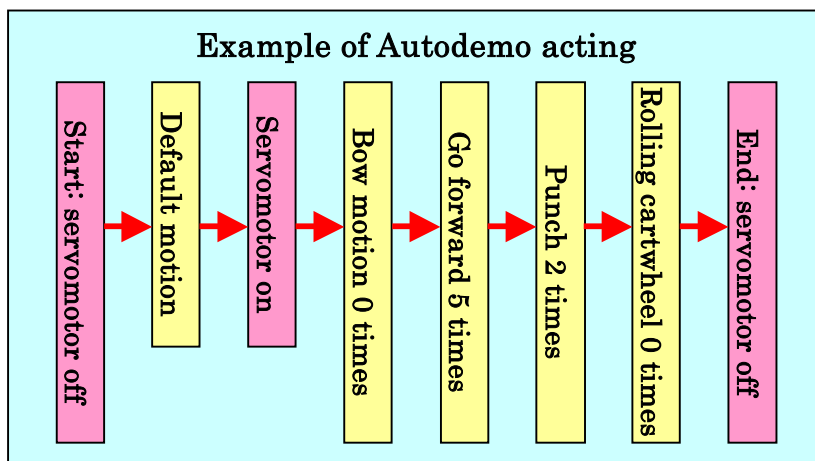 Example of Autodemo acting
Start: servomotor off
Default motion
Servomotor on
Bow motion 0 times
Go forward 5 times
Punch 2 times
Rolling cartwheel 0 times
End: servomotor off